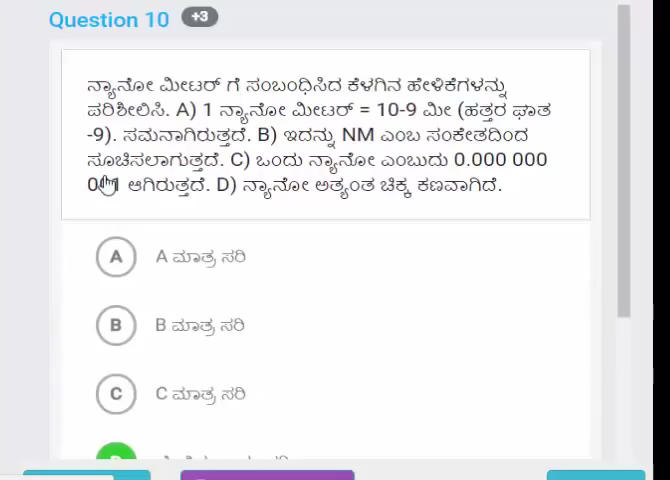 Question 10 +3
ನ್ಯಾನೋ ಮೀಟರ್ ಗೆ ಸಂಬಂಧಿಸಿದ ಕೆಳಗಿನ ಹೇಳಿಕೆಗಳನ್ನು
ಪರಿಶೀಲಿಸಿ. A) 1 ನ್ಯಾನೋ ಮೀಟರ್ = 10-9 ಮೀ (ಹತ್ತರ ಘಾತ
-9). ಸಮನಾಗಿರುತ್ತದೆ. B) ಇದನ್ನು NM ಎಂಬ ಸಂಕೇತದಿಂದ
ಸೂಚಿಸಲಾಗುತ್ತದೆ. C) ಒಂದು ನ್ಯಾನೋ ಎಂಬುದು 0.000 000
ಆಗಿರುತ್ತದೆ. D) ನ್ಯಾನೋ ಅತ್ಯಂತ ಚಿಕ್ಕ ಕಣವಾಗಿದೆ.
A A ಮಾತ್ರ ಸರಿ
B B ಮಾತ್ರ ಸರಿ
C C ಮಾತ್ರ ಸರಿ